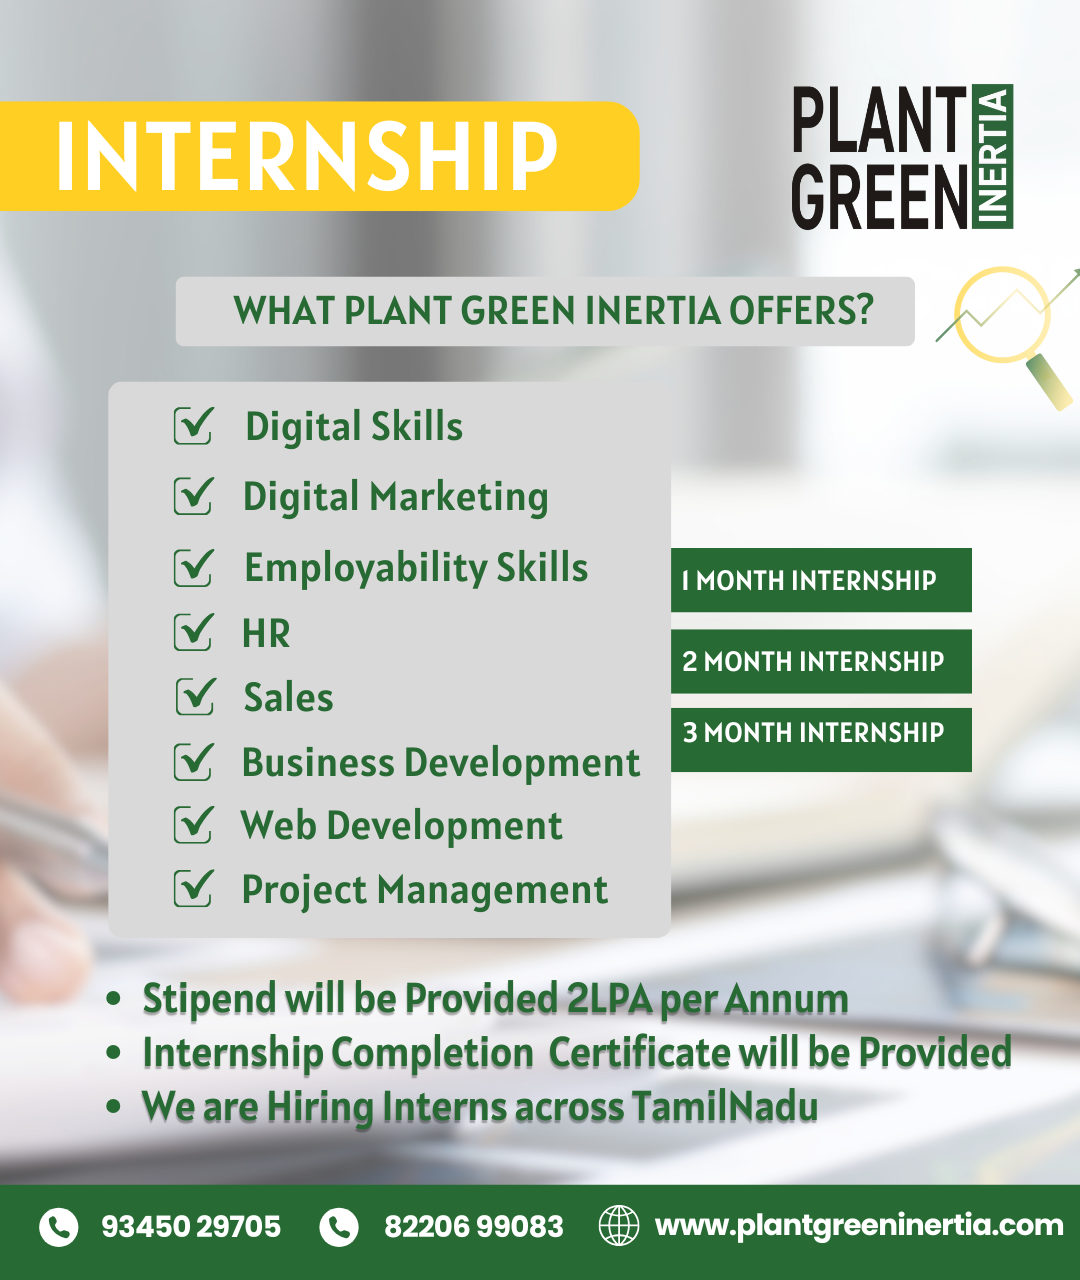 INTERNSHIP
PLANT
GREEN
INERTIA
WHAT PLANT GREEN INERTIA OFFERS?
Digital Skills
Digital Marketing
Employability Skills
HR
Sales
Business Development
Web Development
Project Management
1 MONTH INTERNSHIP
2 MONTH INTERNSHIP
3 MONTH INTERNSHIP
• Stipend will be Provided 2LPA per Annum
• Internship Completion Certificate will be Provided
• We are Hiring Interns across TamilNadu
93450 29705 82206 99083 www.plantgreeninertia.com